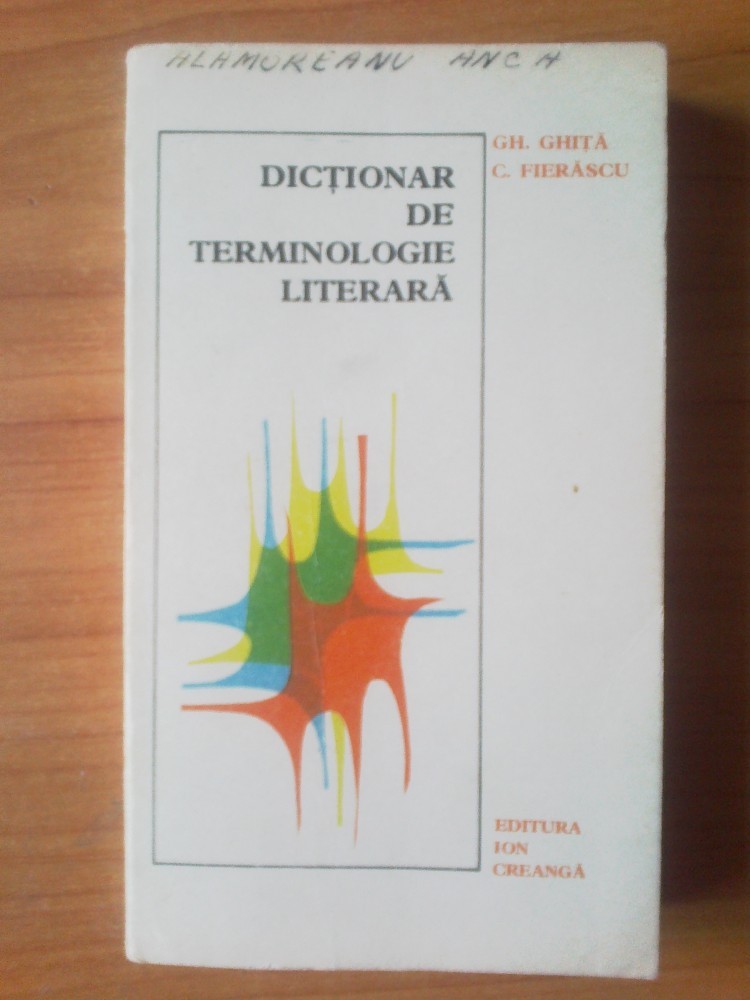 ALAMOREANU ANCA
GH. GHIȚĂ
C. FIERĂSCU
DICȚIONAR
DE
TERMINOLOGIE
LITERARĂ
EDITURA
ION
CREANGĂ